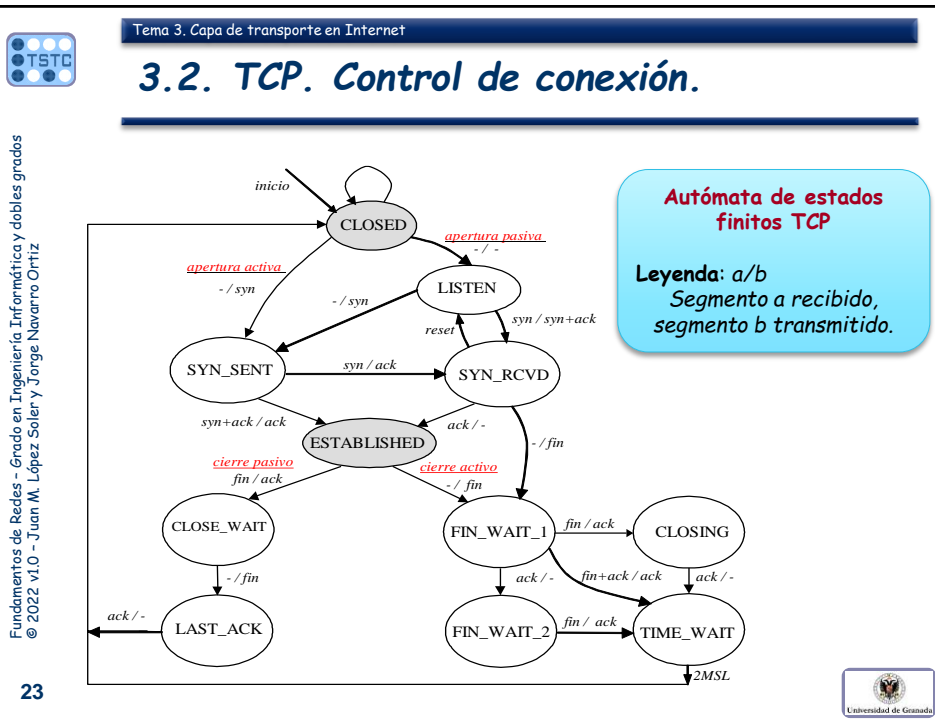 Tema 3. Capa de transporte en Internet
TSTC
3.2. TCP. Control de conexión.
Fundamentos de Redes - Grado en Ingeniería Informática y dobles grados
© 2022 v1.0 - Juan M. López Soler y Jorge Navarro Ortiz
inicio
CLOSED
apertura pasiva
- / -
apertura activa
- / syn
LISTEN
- / syn
syn / syn+ack
reset
SYN_SENT
syn / ack
SYN_RCVD
syn+ack / ack
ack / -
ESTABLISHED
- / fin
cierre pasivo
fin / ack
cierre activo
- / fin
CLOSE_WAIT
FIN_WAIT_1
fin / ack
CLOSING
- / fin
ack / -
fin+ack / ack
ack / -
ack / -
LAST_ACK
FIN_WAIT_2
fin / ack
TIME_WAIT
2MSL
Autómata de estados
finitos TCP
Leyenda: a/b
Segmento a recibido,
segmento b transmitido.
23
Universidad de Granada